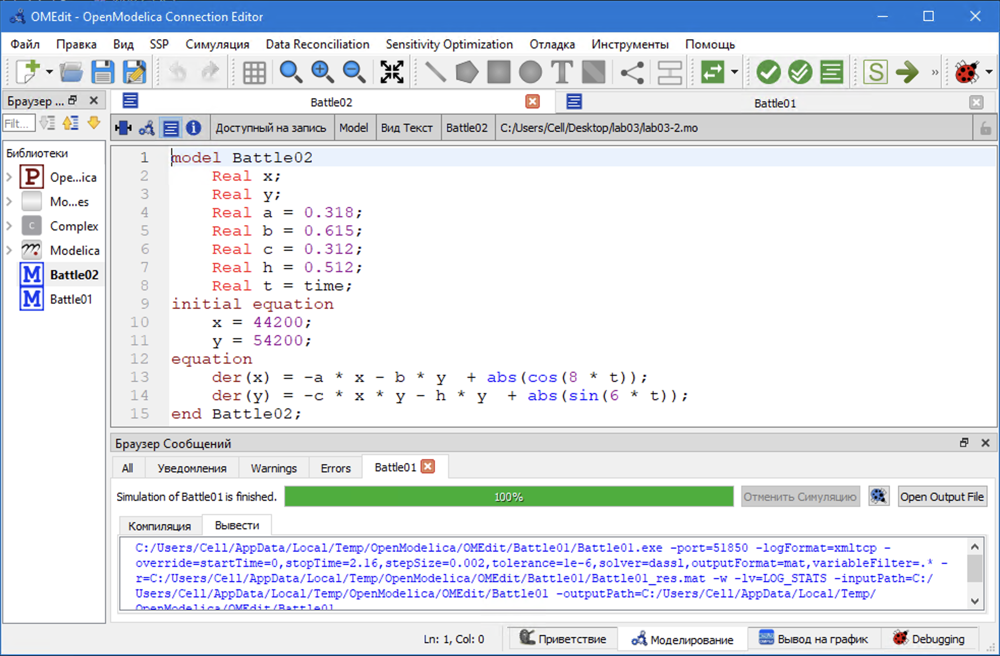 OMEdit - OpenModelica Connection Editor
Файл Правка Вид SSP Симуляция Data Reconciliation Sensitivity Optimization Отладка Инструменты Помощь
T S »
Браузер ...
Battle02
Battle01
Filt...
Доступный на запись Model Вид Текст Battle02 C:/Users/Cell/Desktop/lab03/lab03-2.mo
Библиотеки
P Ope...ica
Mo...es
C Complex
Modelica
M Battle02
M Battle01
1 model Battle02
2 Real x;
3 Real y;
4 Real a = 0.318;
5 Real b = 0.615;
6 Real c = 0.312;
7 Real h = 0.512;
8 Real t = time;
9 initial equation
10 x = 44200;
11 y = 54200;
12 equation
13 der(x) = -a * x - b * y  + abs(cos(8 * t));
14 der(y) = -c * x * y - h * y  + abs(sin(6 * t));
15 end Battle02;
Браузер Сообщений
All Уведомления Warnings Errors Battle01
Simulation of Battle01 is finished. 100% Отменить Симуляцию Open Output File
Компиляция Вывести
C:/Users/Cell/AppData/Local/Temp/OpenModelica/OMEdit/Battle01/Battle01.exe -port=51850 -logFormat=xmltcp -
override=startTime=0,stopTime=2.16,stepSize=0.002,tolerance=1e-6,solver=dassl,outputFormat=mat,variableFilter=.* -
r=C:/Users/Cell/AppData/Local/Temp/OpenModelica/OMEdit/Battle01/Battle01_res.mat -w -lv=LOG_STATS -inputPath=C:/
Users/Cell/AppData/Local/Temp/OpenModelica/OMEdit/Battle01 -outputPath=C:/Users/Cell/AppData/Local/Temp/
OpenModelica/OMEdit/Battle01
Ln: 1, Col: 0 Приветствие Моделирование Вывод на график Debugging